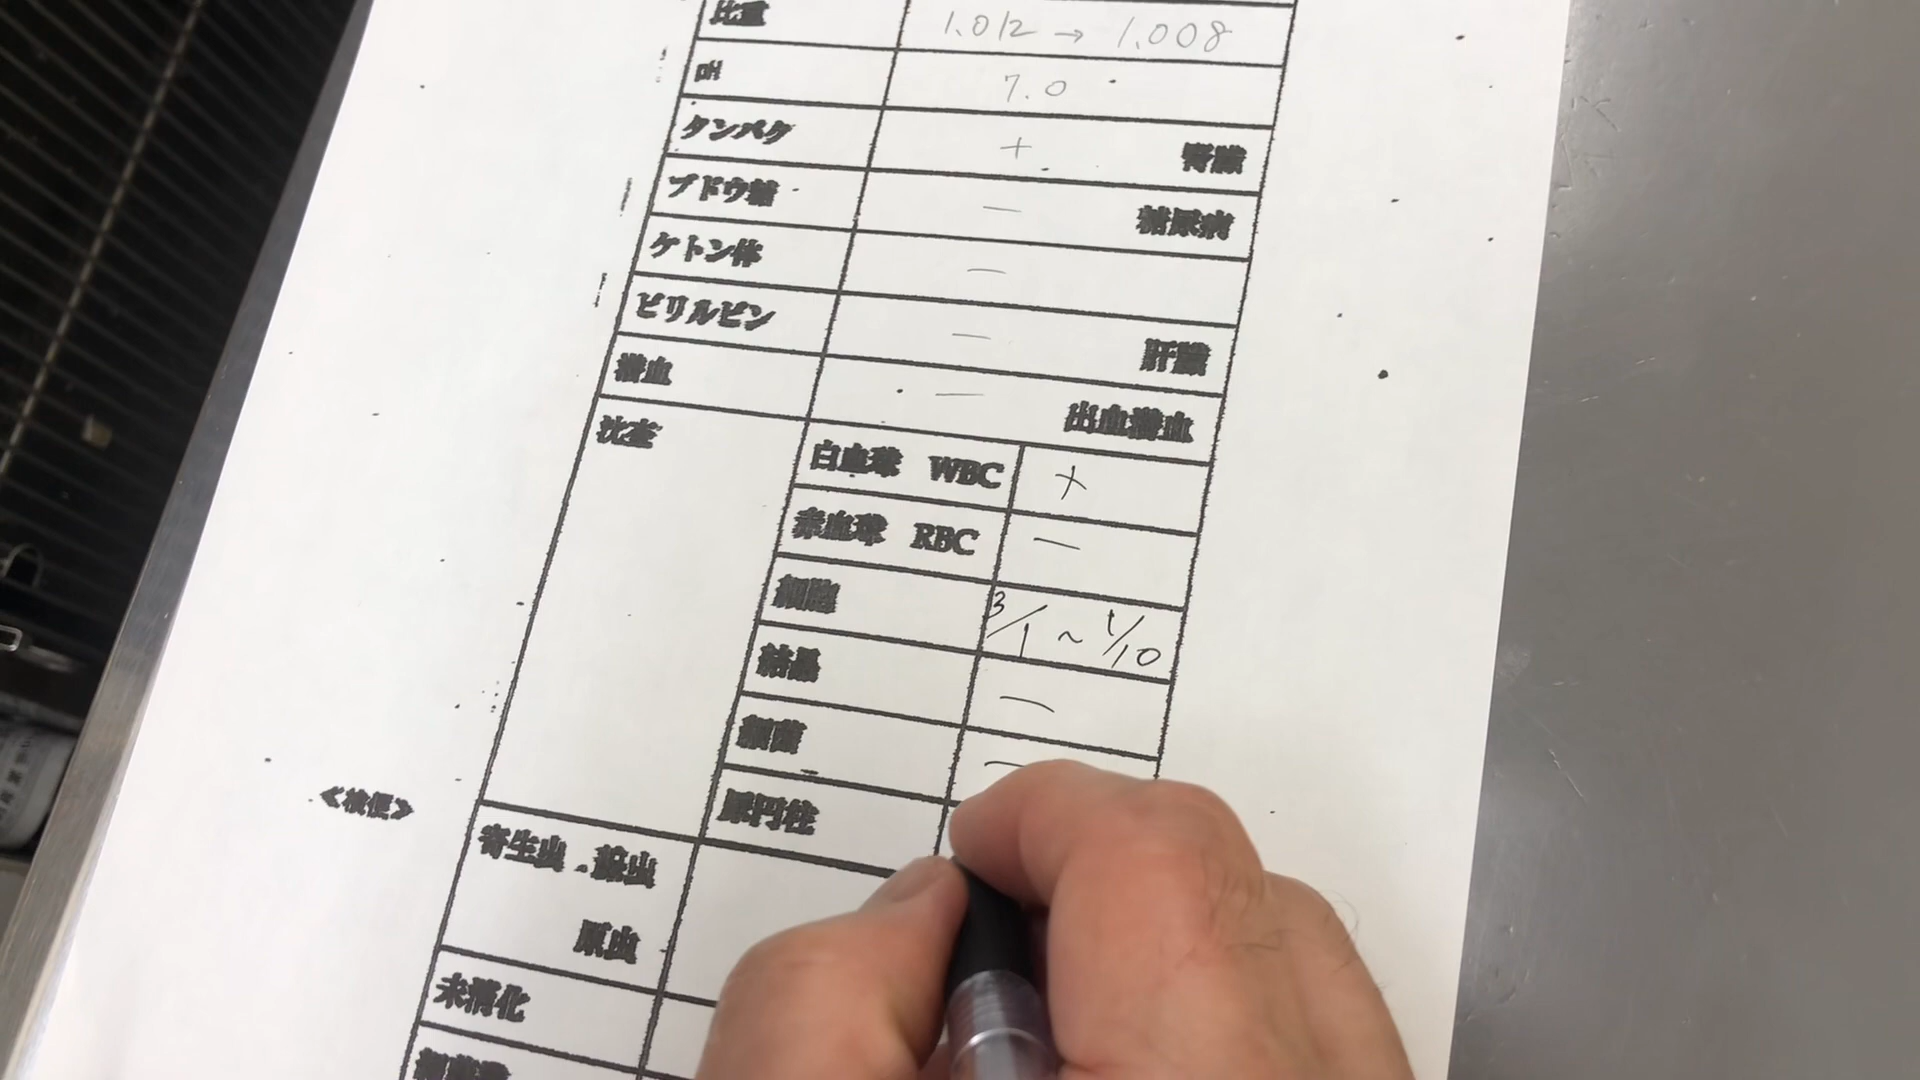 比重 1.012 → 1.008
pH 7.0
タンパク + 腎臓
ブドウ糖 - 糖尿病
ケトン体 -
ビリルビン - 肝臓
潜血 - 出血潜血
沈査 白血球 WBC +
赤血球 RBC -
細胞 3/1 ~ 1/10
結晶 -
細菌 -
尿円柱
≪検便≫
寄生虫・線虫
原虫
未消化